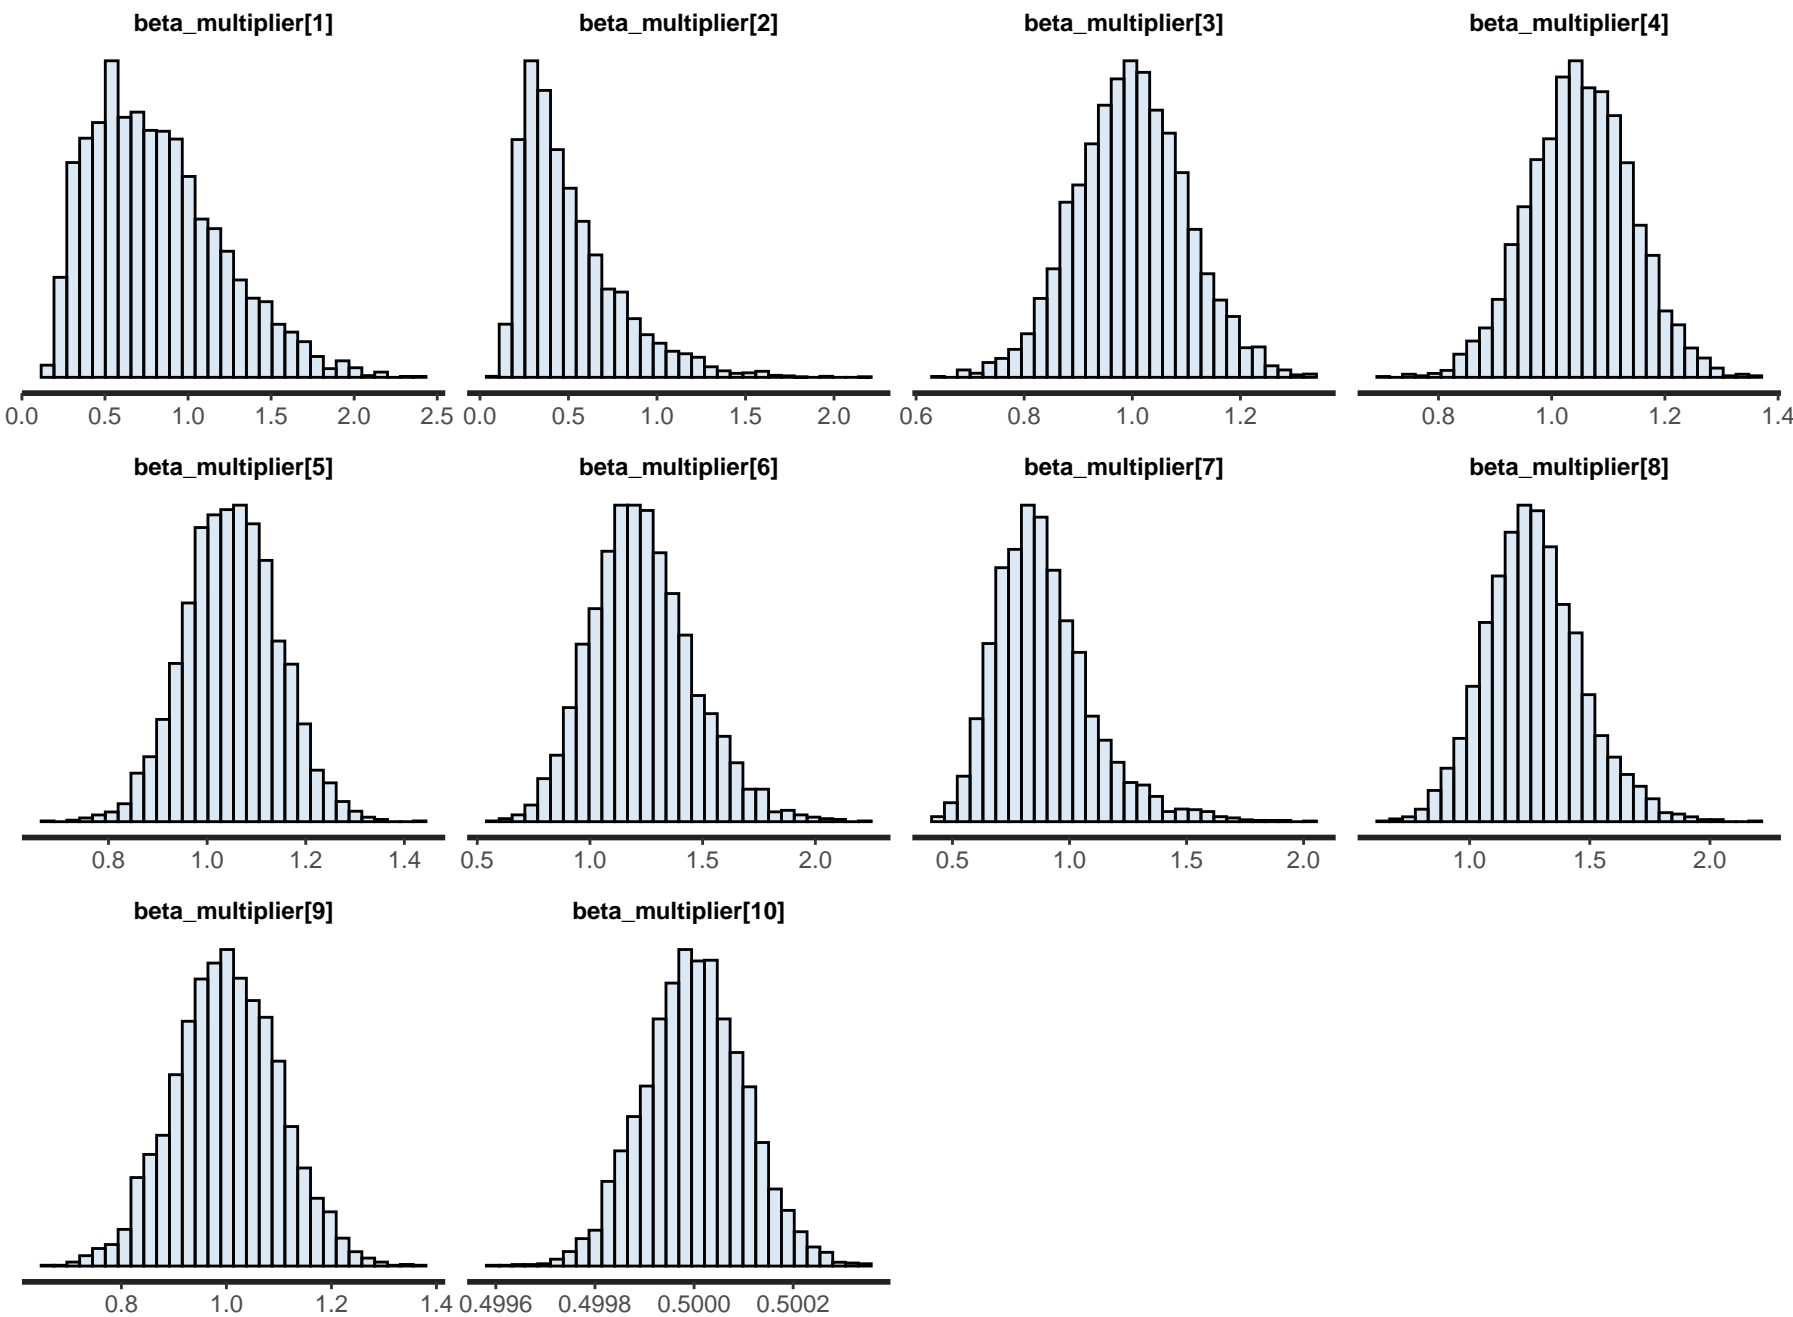 beta_multiplier[1] beta_multiplier[2] beta_multiplier[3] beta_multiplier[4]
0.0 0.5 1.0 1.5 2.0 2.5 0.0 0.5 1.0 1.5 2.0 0.6 0.8 1.0 1.2 0.8 1.0 1.2 1.4
beta_multiplier[5] beta_multiplier[6] beta_multiplier[7] beta_multiplier[8]
0.8 1.0 1.2 1.4 0.5 1.0 1.5 2.0 0.5 1.0 1.5 2.0 1.0 1.5 2.0
beta_multiplier[9] beta_multiplier[10]
0.8 1.0 1.2 1.4 0.4996 0.4998 0.5000 0.5002